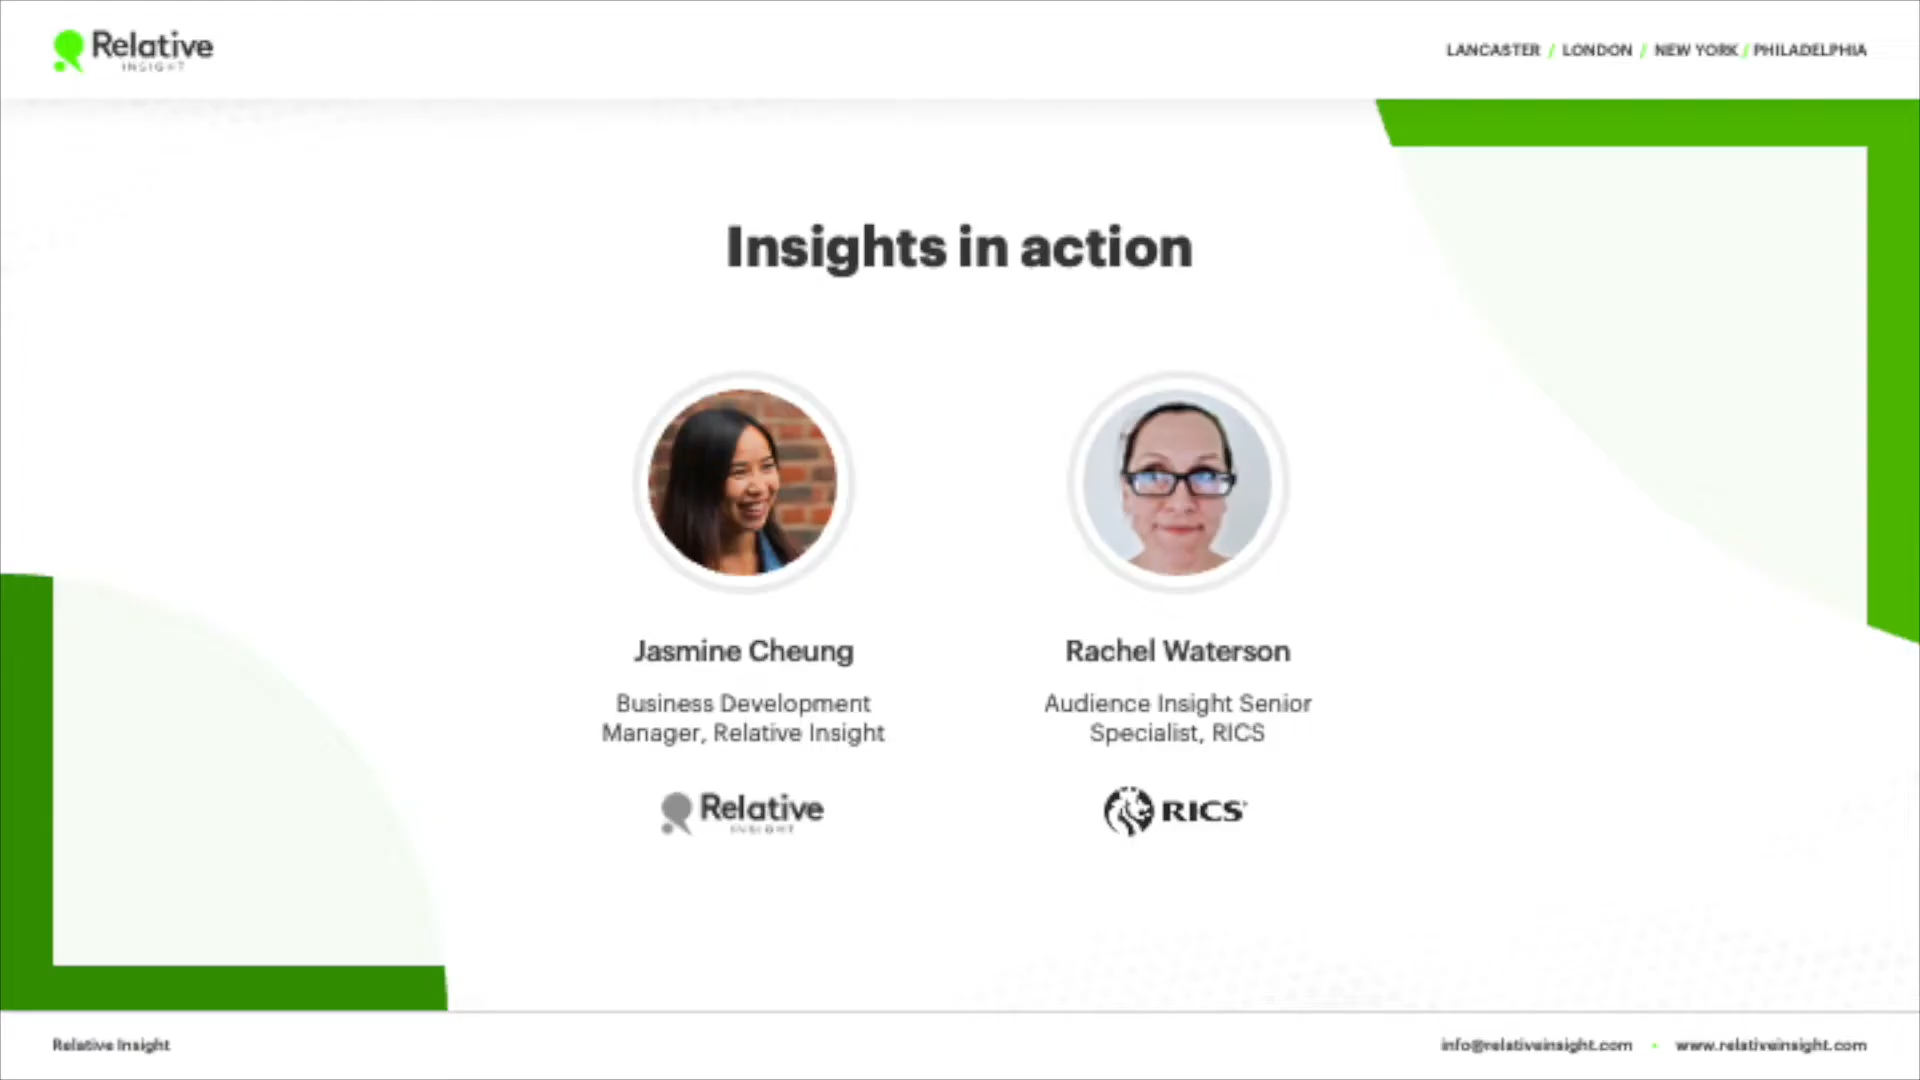 Relative
INSIGHT
LANCASTER / LONDON / NEW YORK / PHILADELPHIA
Insights in action
Jasmine Cheung
Business Development
Manager, Relative Insight
Relative
INSIGHT
Rachel Waterson
Audience Insight Senior
Specialist, RICS
RICS
Relative Insight
info@relativeinsight.com • www.relativeinsight.com